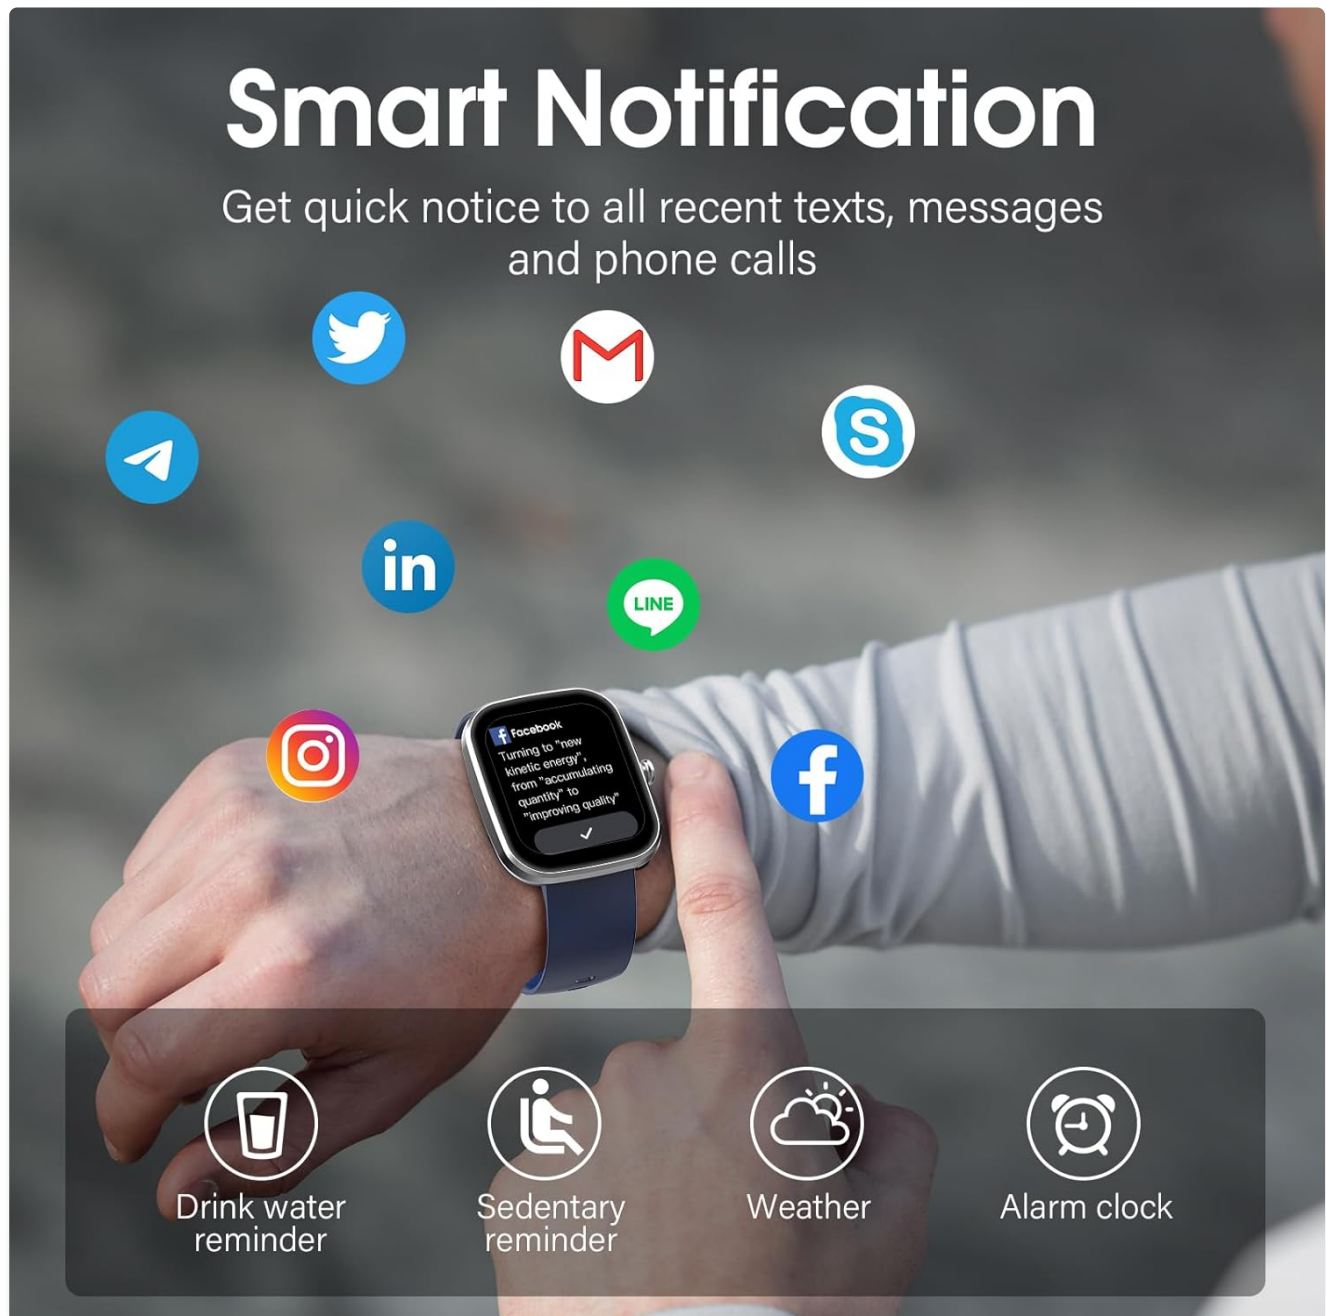 Smart Notification
Get quick notice to all recent texts, messages
and phone calls
in
LINE
Facebook
Turning to "new
kinetic energy",
from "accumulating
quantity" to
"improving quality"
Drink water
reminder
Sedentary
reminder
Weather
Alarm clock